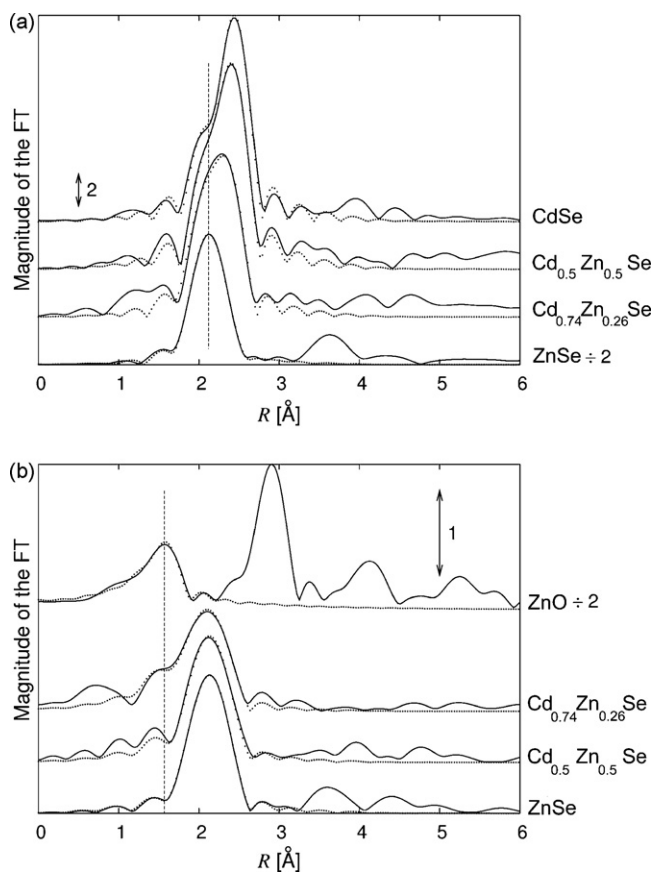 (a)
Magnitude of the FT
2
CdSe
Cd0.5Zn0.5Se
Cd0.74Zn0.26Se
ZnSe ÷ 2
0 1 2 3 4 5 6
R [Å]
(b)
Magnitude of the FT
1
ZnO ÷ 2
Cd0.74Zn0.26Se
Cd0.5Zn0.5Se
ZnSe
0 1 2 3 4 5 6
R [Å]